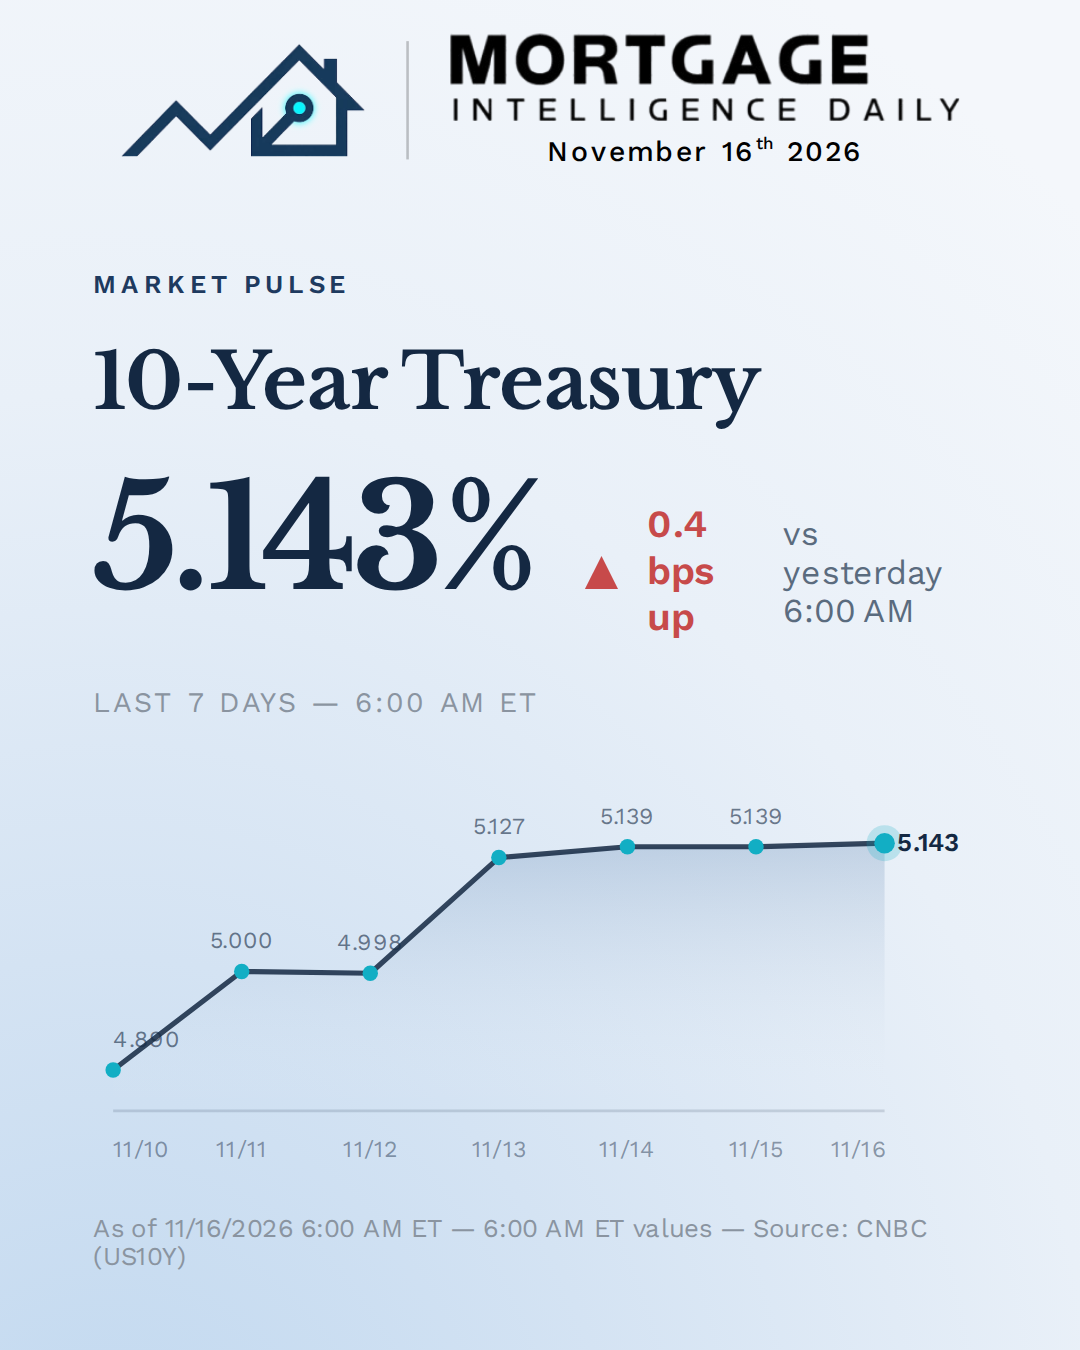 MORTGAGE
INTELLIGENCE DAILY
November 16th 2026
MARKET PULSE
10-Year Treasury
5.143%
▲ 0.4
bps
up
vs
yesterday
6:00 AM
LAST 7 DAYS — 6:00 AM ET
4.890
5.000
4.998
5.127
5.139
5.139
5.143
11/10 11/11 11/12 11/13 11/14 11/15 11/16
As of 11/16/2026 6:00 AM ET — 6:00 AM ET values — Source: CNBC
(US10Y)